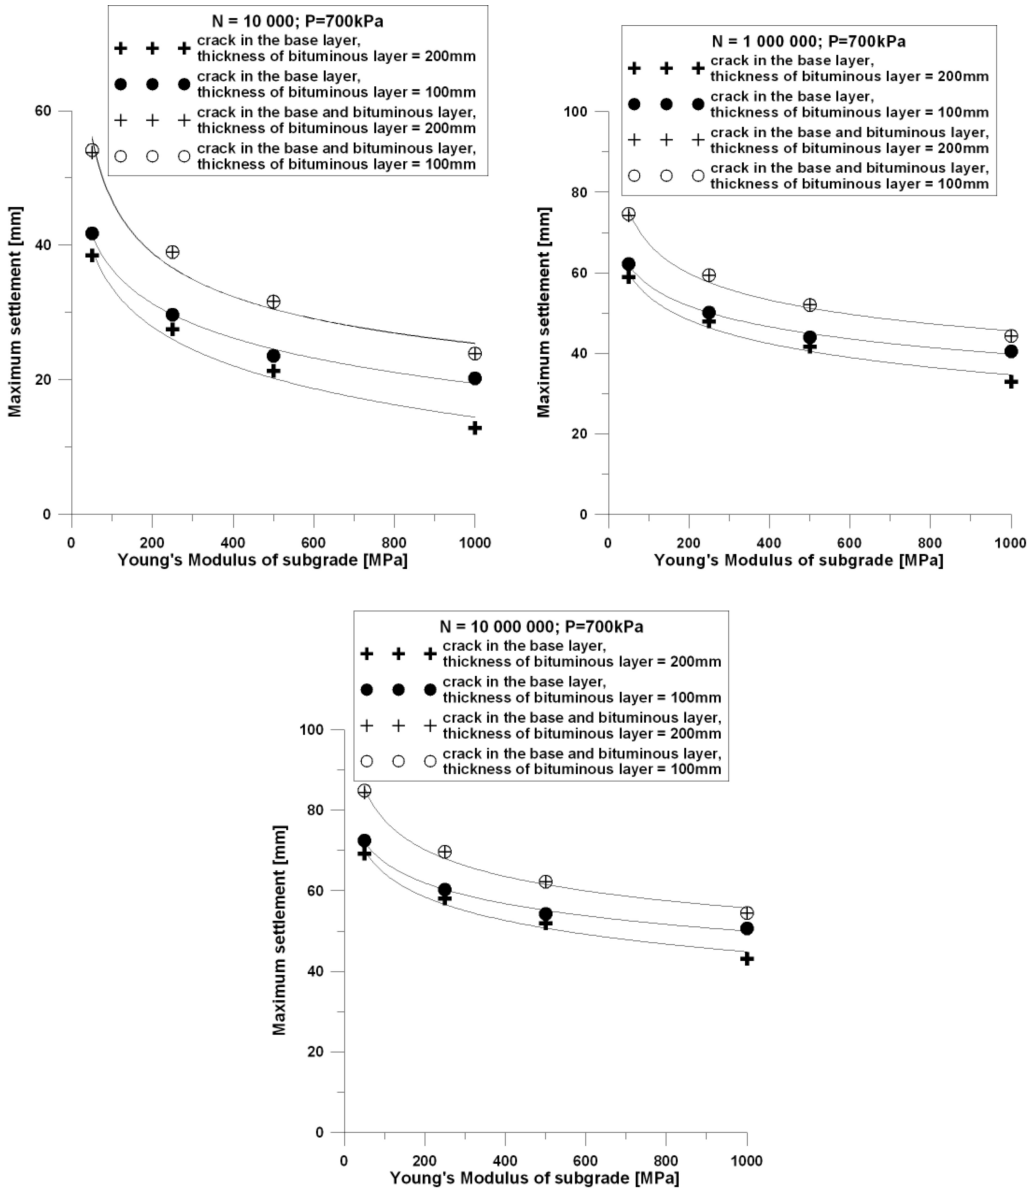 N = 10 000; P=700kPa
crack in the base layer,
thickness of bituminous layer = 200mm
crack in the base layer,
thickness of bituminous layer = 100mm
crack in the base and bituminous layer,
thickness of bituminous layer = 200mm
crack in the base and bituminous layer,
thickness of bituminous layer = 100mm
60
40
20
0
Maximum settlement [mm]
0 200 400 600 800 1000
Young's Modulus of subgrade [MPa]
N = 1 000 000; P=700kPa
crack in the base layer,
thickness of bituminous layer = 200mm
crack in the base layer,
thickness of bituminous layer = 100mm
crack in the base and bituminous layer,
thickness of bituminous layer = 200mm
crack in the base and bituminous layer,
thickness of bituminous layer = 100mm
100
80
60
40
20
0
Maximum settlement [mm]
0 200 400 600 800 1000
Young's Modulus of subgrade [MPa]
N = 10 000 000; P=700kPa
crack in the base layer,
thickness of bituminous layer = 200mm
crack in the base layer,
thickness of bituminous layer = 100mm
crack in the base and bituminous layer,
thickness of bituminous layer = 200mm
crack in the base and bituminous layer,
thickness of bituminous layer = 100mm
100
80
60
40
20
0
Maximum settlement [mm]
0 200 400 600 800 1000
Young's Modulus of subgrade [MPa]